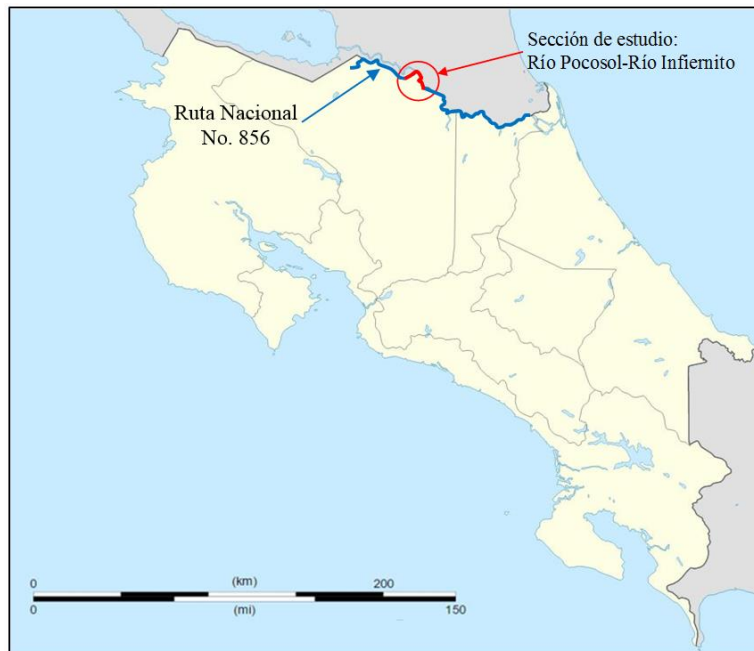 Sección de estudio:
Río Pocosol-Río Infiernito
Ruta Nacional
No. 856
0 (km) 200
0 (mi) 150